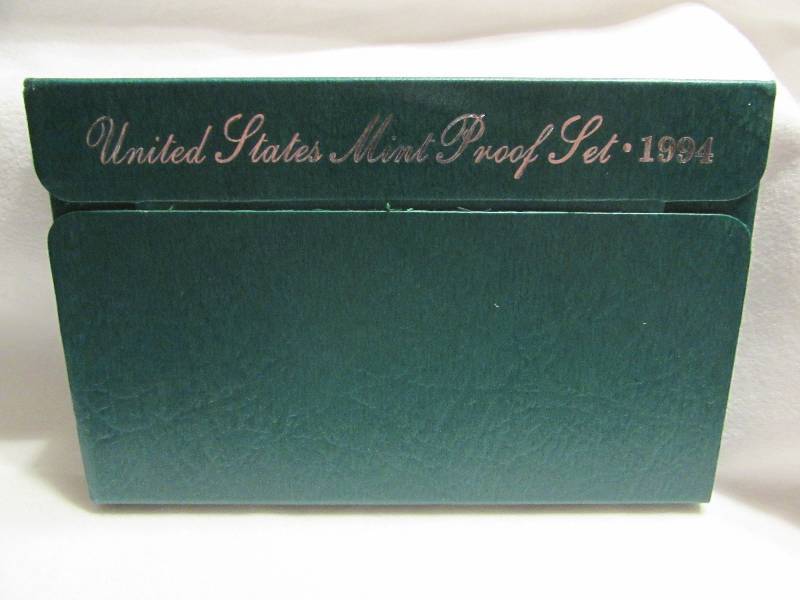 United States Mint Proof Set • 1994